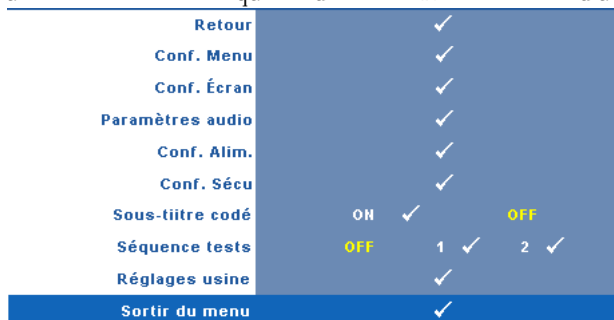 Retour ✓
Conf. Menu ✓
Conf. Écran ✓
Paramètres audio ✓
Conf. Alim. ✓
Conf. Sécu ✓
Sous-tiitre codé ON ✓ OFF
Séquence tests OFF 1 ✓ 2 ✓
Réglages usine ✓
Sortir du menu ✓